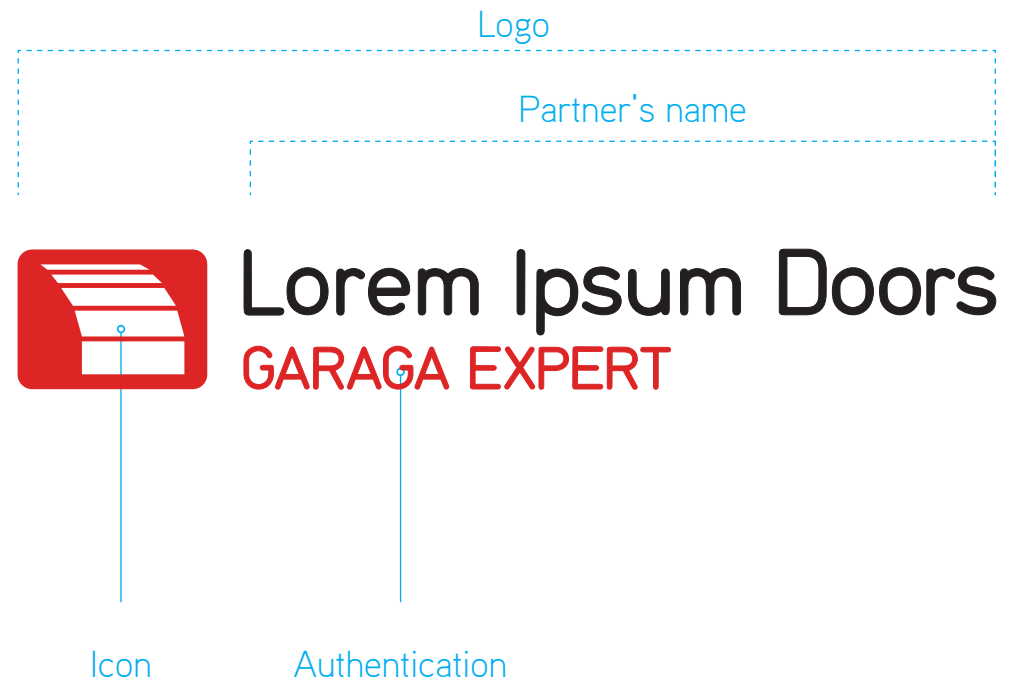 Logo
Partner's name
Lorem Ipsum Doors
GARAGA EXPERT
Icon
Authentication